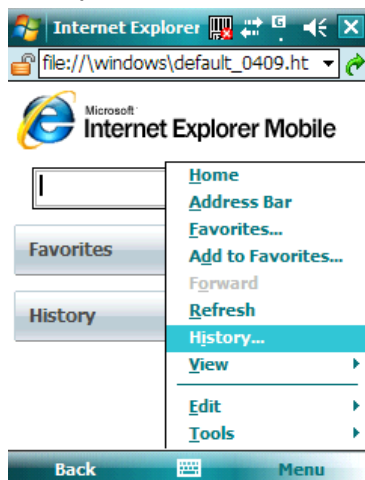 Internet Explorer
G
file://\windows\default_0409.ht
Microsoft
Internet Explorer Mobile
Home
Address Bar
Favorites...
Favorites
Add to Favorites...
Forward
Refresh
History
History...
View
Edit
Tools
Back
Menu